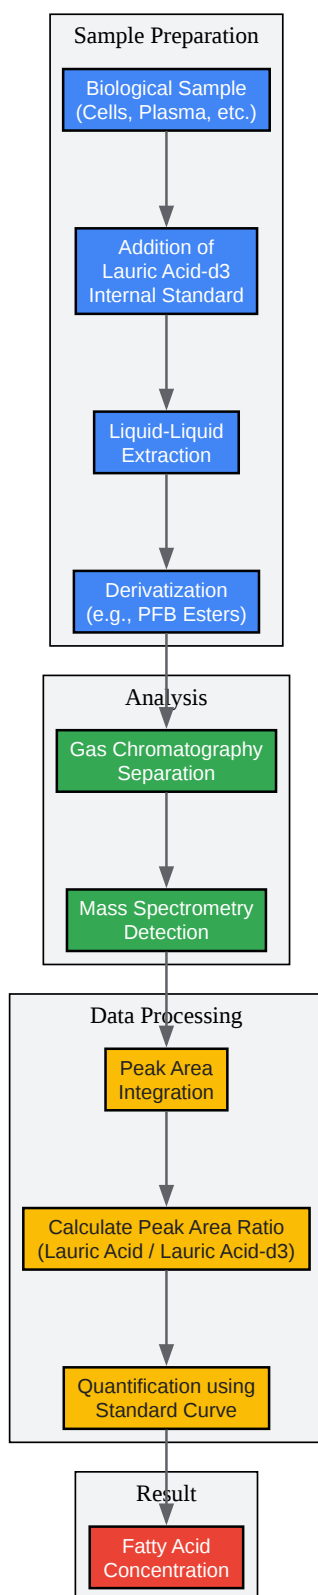 Sample Preparation
Biological Sample
(Cells, Plasma, etc.)
Addition of
Lauric Acid-d3
Internal Standard
Liquid-Liquid
Extraction
Derivatization
(e.g., PFB Esters)
Analysis
Gas Chromatography
Separation
Mass Spectrometry
Detection
Data Processing
Peak Area
Integration
Calculate Peak Area Ratio
(Lauric Acid / Lauric Acid-d3)
Quantification using
Standard Curve
Result
Fatty Acid
Concentration